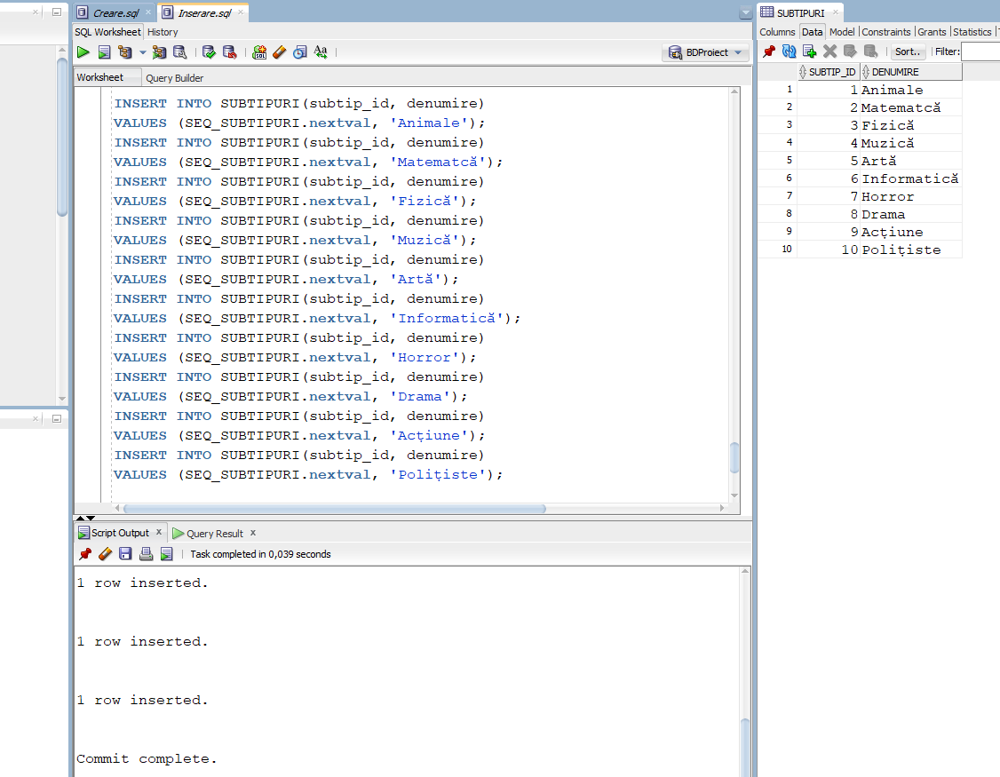 Creare.sql
Inserare.sql
SQL Worksheet History
BDProiect
Worksheet Query Builder
INSERT INTO SUBTIPURI(subtip_id, denumire)
VALUES (SEQ_SUBTIPURI.nextval, 'Animale');
INSERT INTO SUBTIPURI(subtip_id, denumire)
VALUES (SEQ_SUBTIPURI.nextval, 'Matematcă');
INSERT INTO SUBTIPURI(subtip_id, denumire)
VALUES (SEQ_SUBTIPURI.nextval, 'Fizică');
INSERT INTO SUBTIPURI(subtip_id, denumire)
VALUES (SEQ_SUBTIPURI.nextval, 'Muzică');
INSERT INTO SUBTIPURI(subtip_id, denumire)
VALUES (SEQ_SUBTIPURI.nextval, 'Artă');
INSERT INTO SUBTIPURI(subtip_id, denumire)
VALUES (SEQ_SUBTIPURI.nextval, 'Informatică');
INSERT INTO SUBTIPURI(subtip_id, denumire)
VALUES (SEQ_SUBTIPURI.nextval, 'Horror');
INSERT INTO SUBTIPURI(subtip_id, denumire)
VALUES (SEQ_SUBTIPURI.nextval, 'Drama');
INSERT INTO SUBTIPURI(subtip_id, denumire)
VALUES (SEQ_SUBTIPURI.nextval, 'Acțiune');
INSERT INTO SUBTIPURI(subtip_id, denumire)
VALUES (SEQ_SUBTIPURI.nextval, 'Polițiste');
Script Output x Query Result x
Task completed in 0,039 seconds
1 row inserted.
1 row inserted.
1 row inserted.
Commit complete.
SUBTIPURI
Columns Data Model Constraints Grants Statistics
Sort.. Filter:
SUBTIP_ID DENUMIRE
1 1 Animale
2 2 Matematcă
3 3 Fizică
4 4 Muzică
5 5 Artă
6 6 Informatică
7 7 Horror
8 8 Drama
9 9 Acțiune
10 10 Polițiste